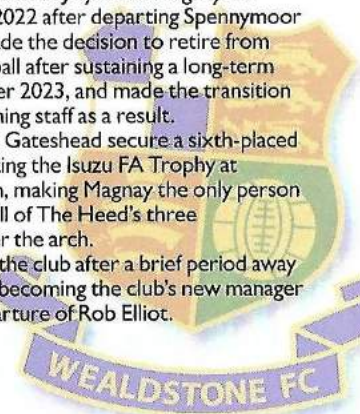 2022 after departing Spennymoor
de the decision to retire from
ball after sustaining a long-term
er 2023, and made the transition
ning staff as a result.
Gateshead secure a sixth-placed
ting the Isuzu FA Trophy at
n, making Magnay the only person
ll of The Heed's three
r the arch.
the club after a brief period away
becoming the club's new manager
arture of Rob Elliot.
WEALDSTONE FC